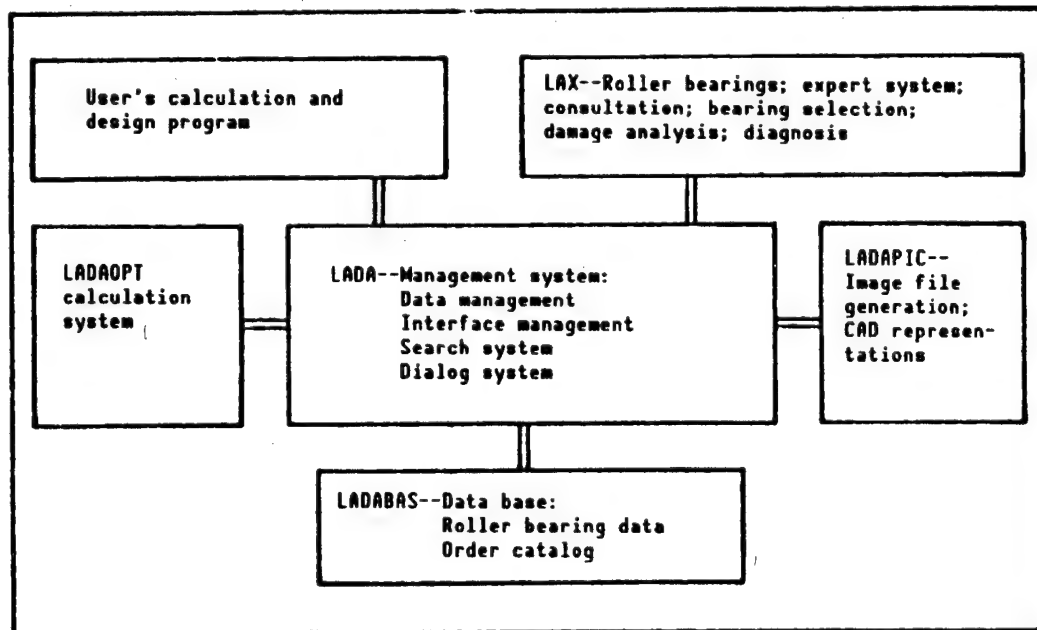 User's calculation and
design program
LAX--Roller bearings; expert system;
consultation; bearing selection;
damage analysis; diagnosis
LADAOPT
calculation
system
LADA--Management system:
Data management
Interface management
Search system
Dialog system
LADAPIC--
Image file
generation;
CAD represen-
tations
LADABAS--Data base:
Roller bearing data
Order catalog